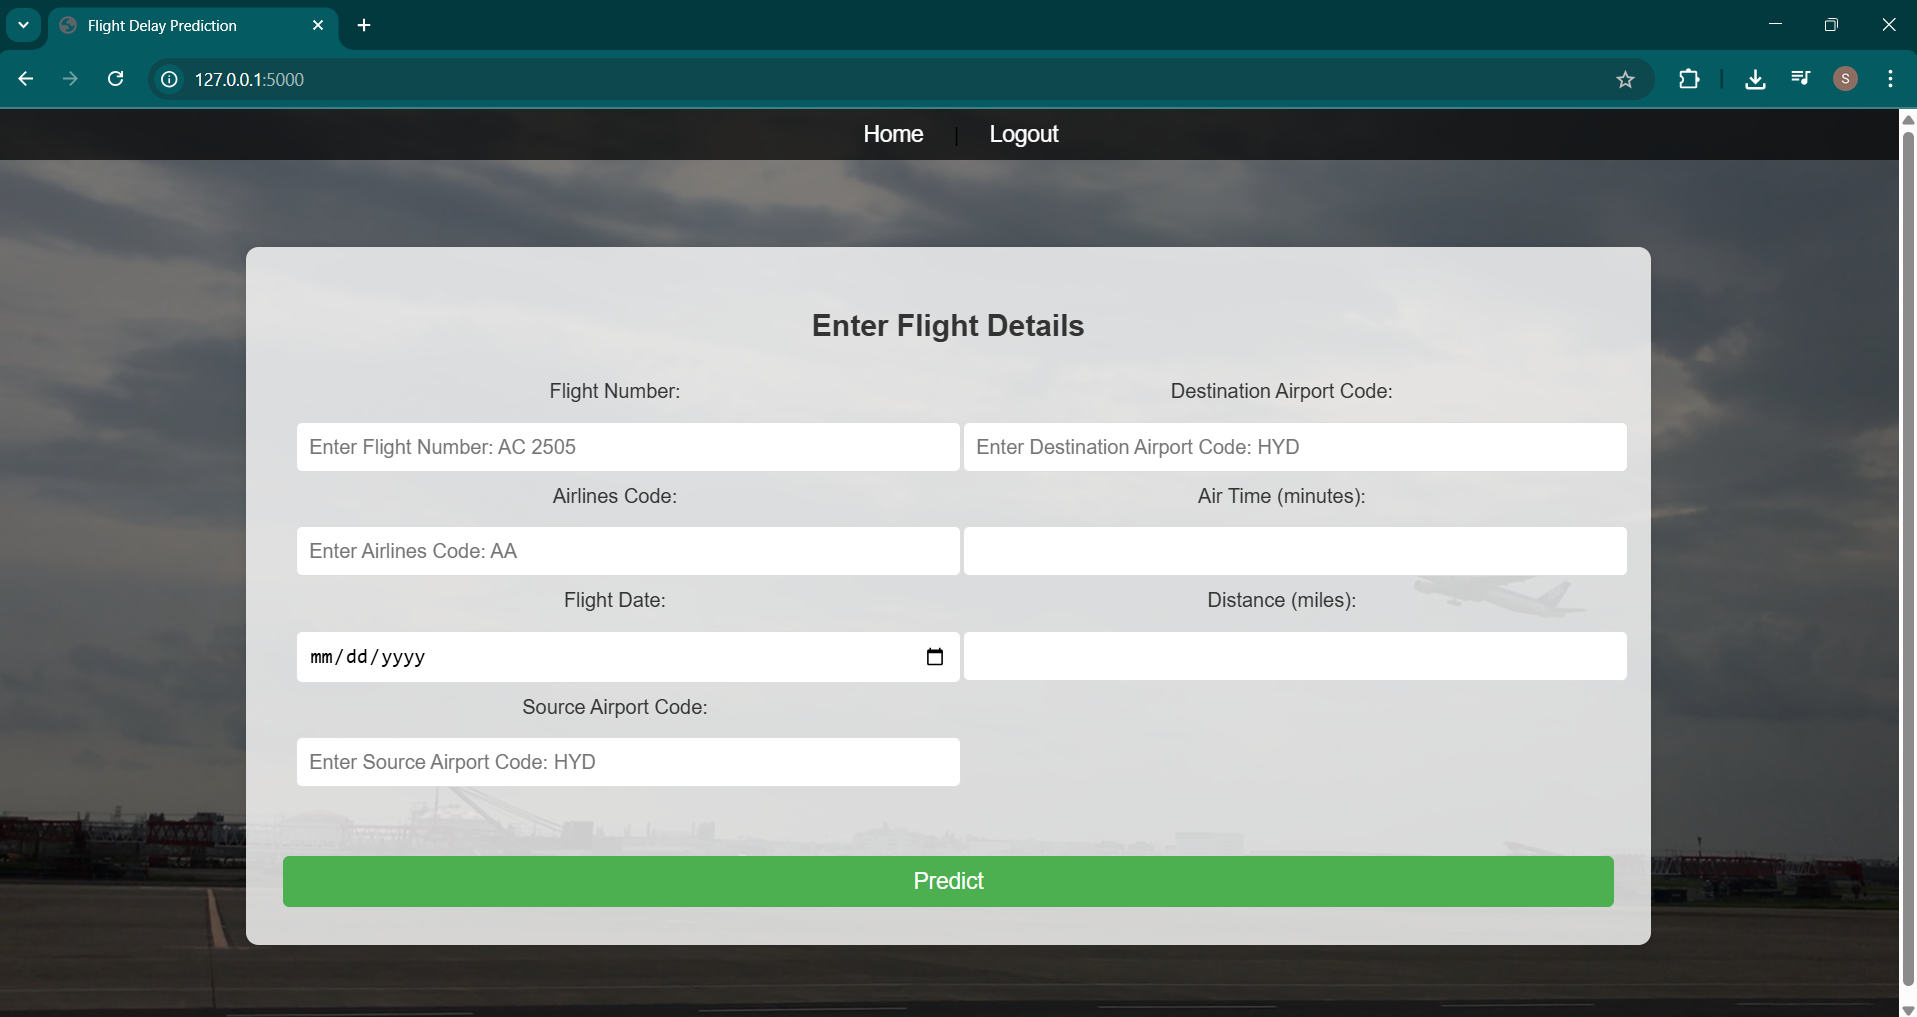 Flight Delay Prediction
127.0.0.1:5000
S
Home | Logout
Enter Flight Details
Flight Number:
Destination Airport Code:
Enter Flight Number: AC 2505
Enter Destination Airport Code: HYD
Airlines Code:
Air Time (minutes):
Enter Airlines Code: AA
Flight Date:
Distance (miles):
mm/dd/yyyy
Source Airport Code:
Enter Source Airport Code: HYD
Predict